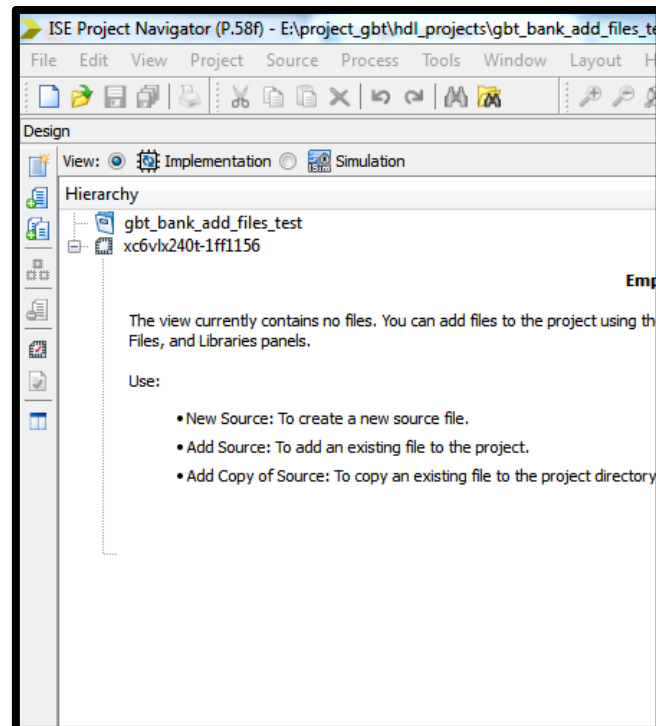 ISE Project Navigator (P.58f) - E:\project_gbt\hdl_projects\gbt_bank_add_files_te
File Edit View Project Source Process Tools Window Layout H
Design
View: Implementation Simulation
Hierarchy
gbt_bank_add_files_test
xc6vlx240t-1ff1156
Emp
The view currently contains no files. You can add files to the project using the
Files, and Libraries panels.
Use:
• New Source: To create a new source file.
• Add Source: To add an existing file to the project.
• Add Copy of Source: To copy an existing file to the project directory